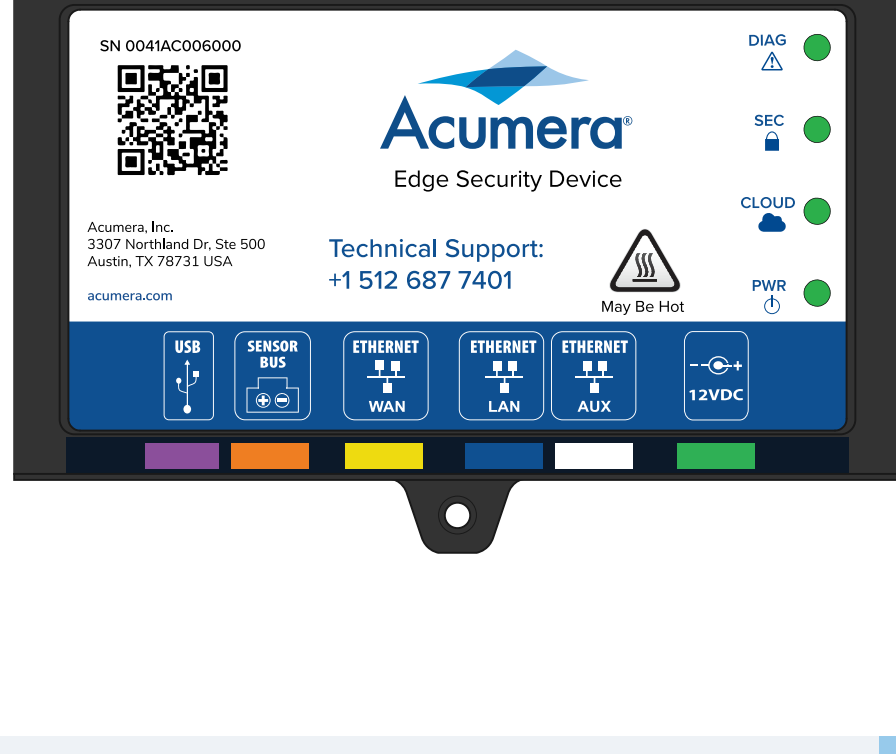 SN 0041AC006000
DIAG
Acumera®
SEC
Edge Security Device
CLOUD
Acumera, Inc.
3307 Northland Dr, Ste 500
Austin, TX 78731 USA
Technical Support:
+1 512 687 7401
acumera.com
May Be Hot
PWR
USB
SENSOR
BUS
ETHERNET
WAN
ETHERNET
LAN
ETHERNET
AUX
12VDC